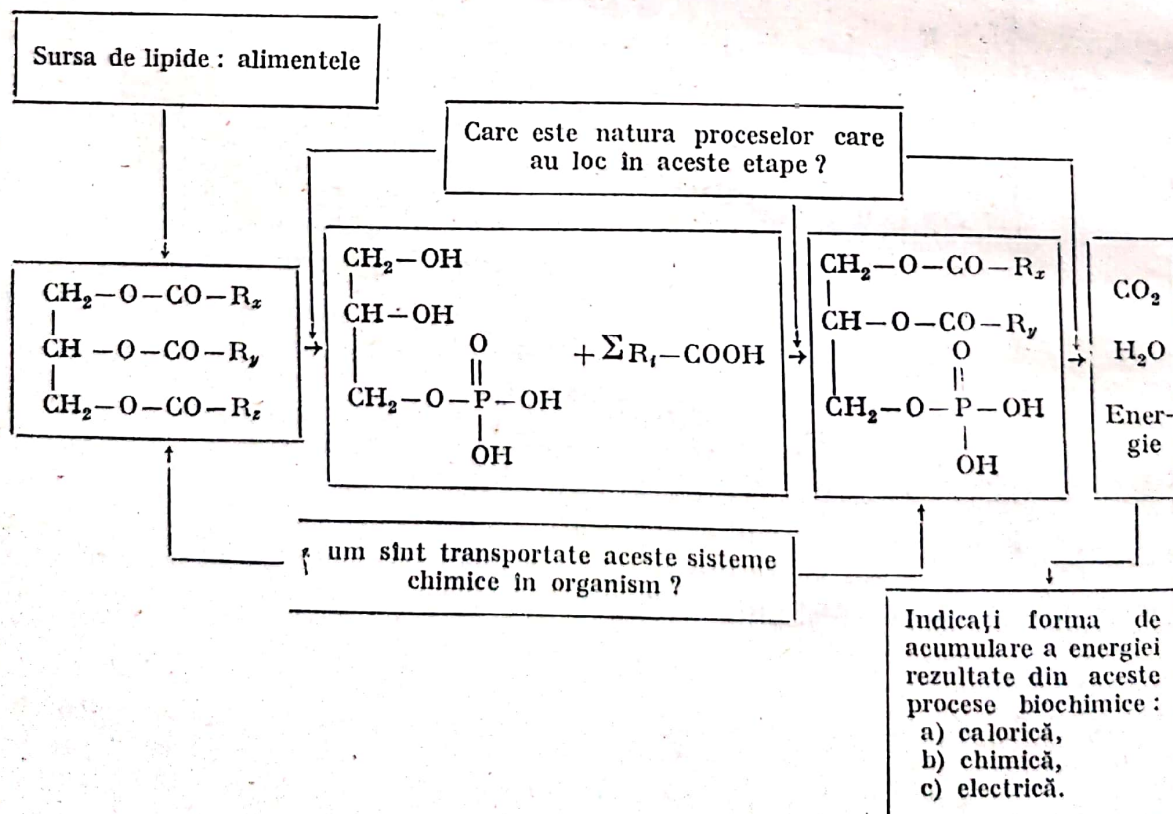 Sursa de lipide : alimentele
Care este natura proceselor care
au loc în aceste etape ?
CH₂–O–CO–Rₓ
CH –O–CO–Rᵧ
CH₂–O–CO–R_z
CH₂–OH
CH–OH
O
CH₂–O–P–OH
OH
+ΣRᵢ–COOH
CH₂–O–CO–Rₓ
CH–O–CO–Rᵧ
O
CH₂–O–P–OH
OH
CO₂
H₂O
Ener-
gie
um sînt transportate aceste sisteme
chimice în organism ?
Indicați forma de
acumulare a energiei
rezultate din aceste
procese biochimice :
a) calorică,
b) chimică,
c) electrică.